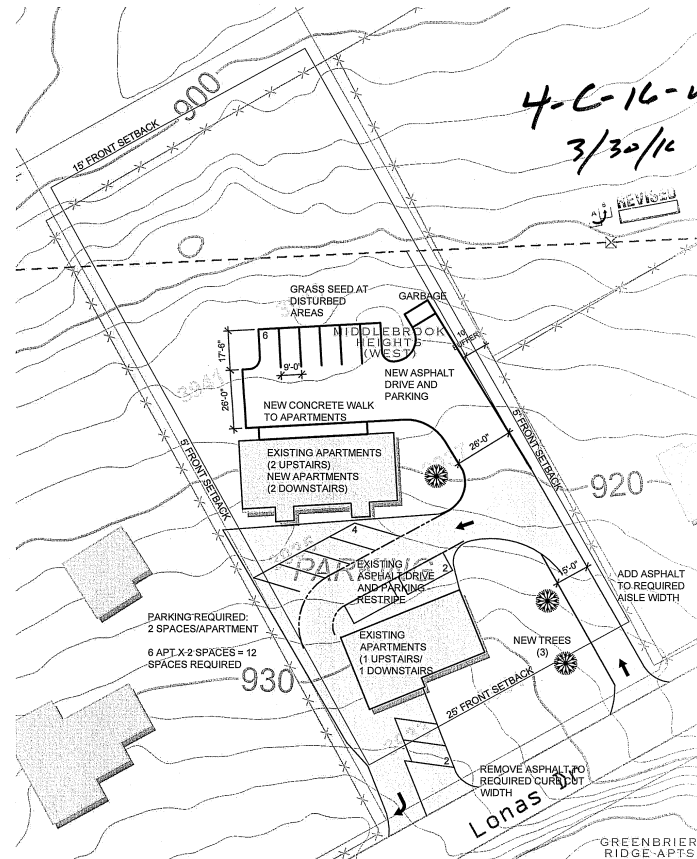 900
15' FRONT SETBACK
3/30/16
REVISED
GRASS SEED AT
DISTURBED
AREAS
GARBAGE
6
MIDDLEBROOK
HEIGHTS
(WEST)
10'
BUFFER
17'-6"
9'-0"
NEW ASPHALT
DRIVE AND
PARKING
26'-0"
NEW CONCRETE WALK
TO APARTMENTS
5' FRONT SETBACK
5' FRONT SETBACK
26'-0"
EXISTING APARTMENTS
(2 UPSTAIRS)
NEW APARTMENTS
(2 DOWNSTAIRS)
920
4
PARKING
EXISTING
ASPHALT DRIVE
AND PARKING
RESTRIPE
2
15'-0"
ADD ASPHALT
TO REQUIRED
AISLE WIDTH
PARKING REQUIRED:
2 SPACES/APARTMENT
6 APT X 2 SPACES = 12
SPACES REQUIRED
EXISTING
APARTMENTS
(1 UPSTAIRS/
1 DOWNSTAIRS
NEW TREES
(3)
930
25' FRONT SETBACK
2
REMOVE ASPHALT TO
REQUIRED CURB CUT
WIDTH
Lonas Dr
GREENBRIER
RIDGE APTS